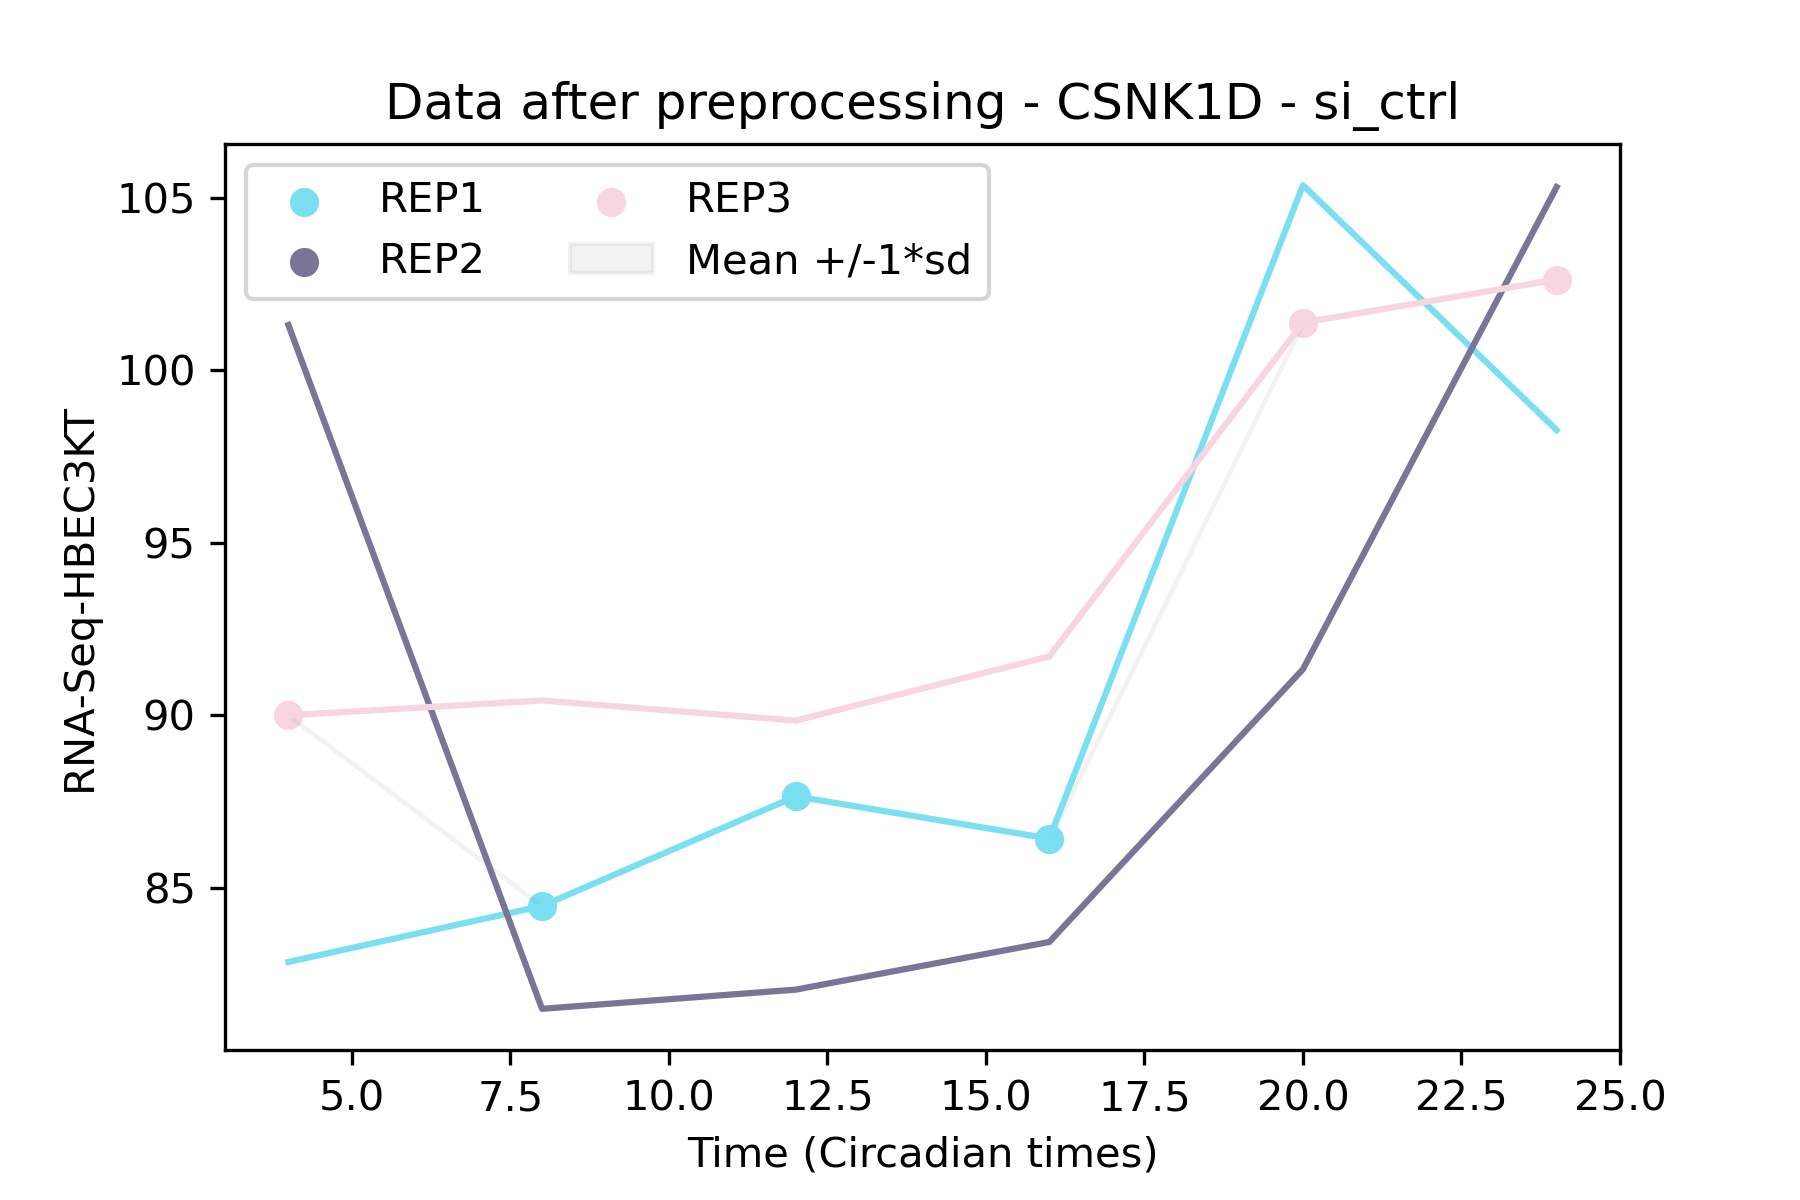 Data after preprocessing - CSNK1D - si_ctrl
REP1
REP2
REP3
Mean +/-1*sd
105
100
95
90
85
RNA-Seq-HBEC3KT
5.0 7.5 10.0 12.5 15.0 17.5 20.0 22.5 25.0
Time (Circadian times)